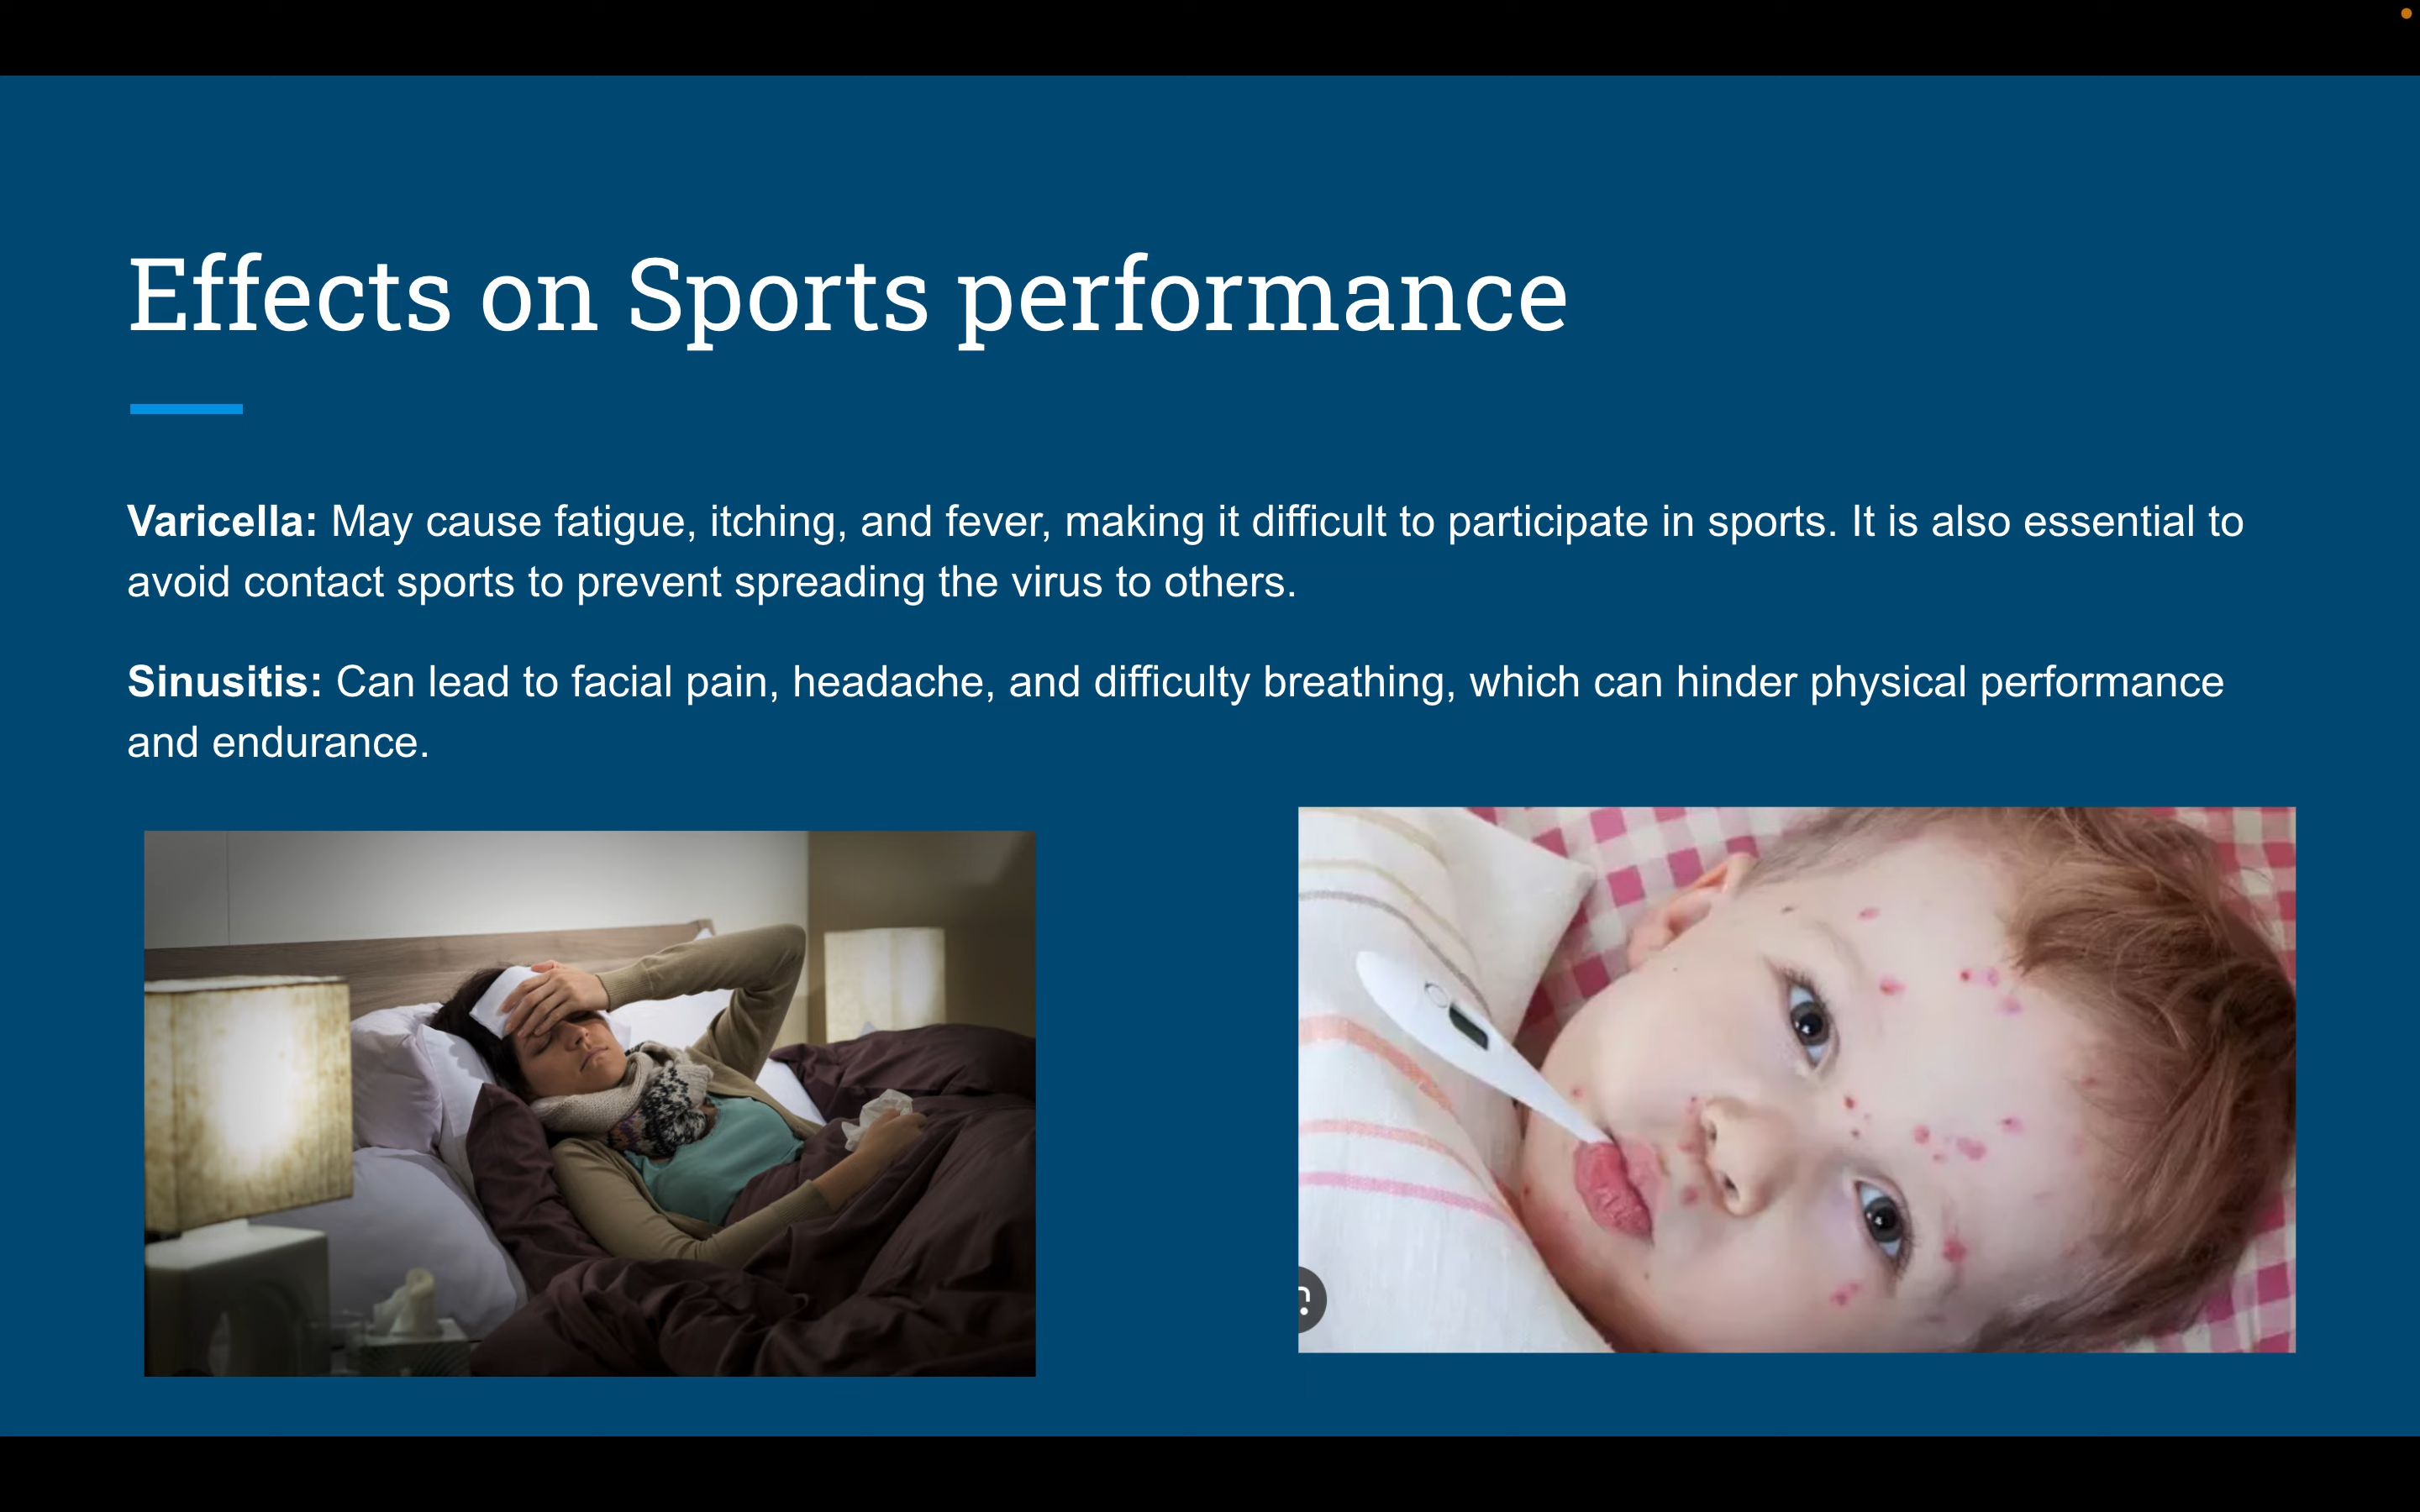 Effects on Sports performance
Varicella: May cause fatigue, itching, and fever, making it difficult to participate in sports. It is also essential to
avoid contact sports to prevent spreading the virus to others.
Sinusitis: Can lead to facial pain, headache, and difficulty breathing, which can hinder physical performance
and endurance.